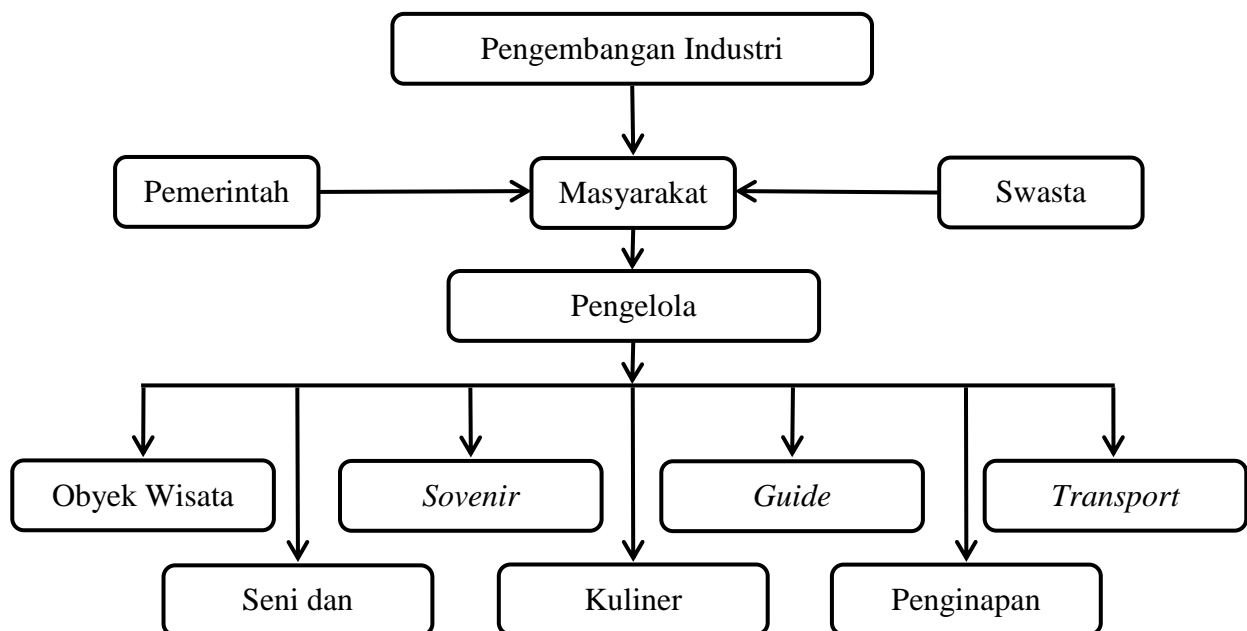 Pengembangan Industri
Pemerintah
Masyarakat
Swasta
Pengelola
Obyek Wisata
Sovenir
Guide
Transport
Seni dan
Kuliner
Penginapan